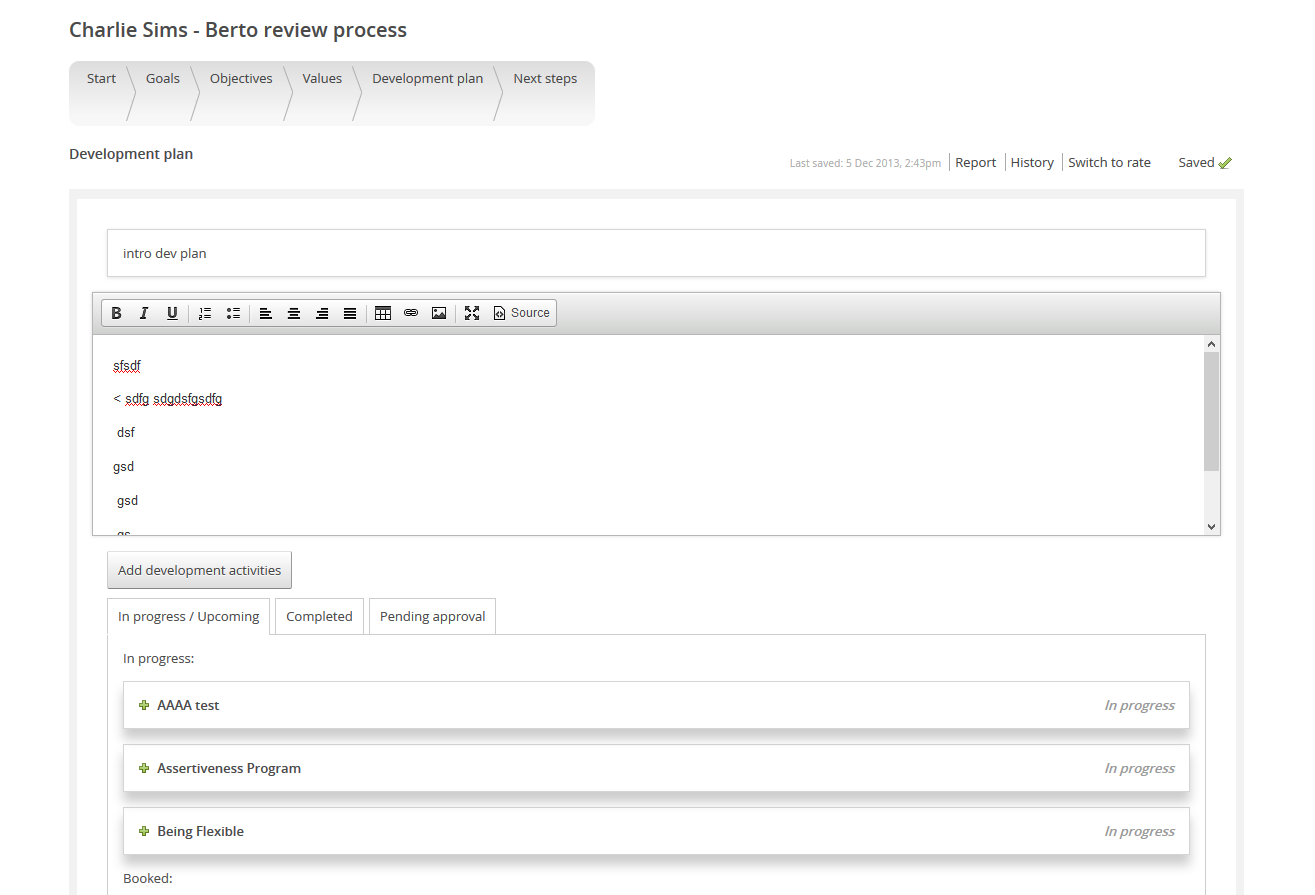 Charlie Sims - Berto review process
Start Goals Objectives Values Development plan Next steps
Development plan
Last saved: 5 Dec 2013, 2:43pm Report History Switch to rate Saved
intro dev plan
B I U Source
sfsdf
< sdfg sdgdsfgsdfg
dsf
gsd
gsd
Add development activities
In progress / Upcoming Completed Pending approval
In progress:
AAAA test In progress
Assertiveness Program In progress
Being Flexible In progress
Booked: